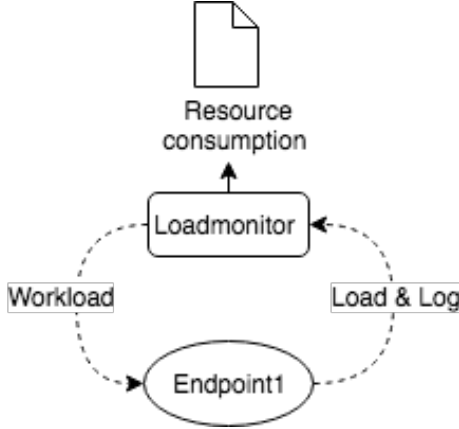 Resource
consumption
Loadmonitor
Workload
Load & Log
Endpoint1